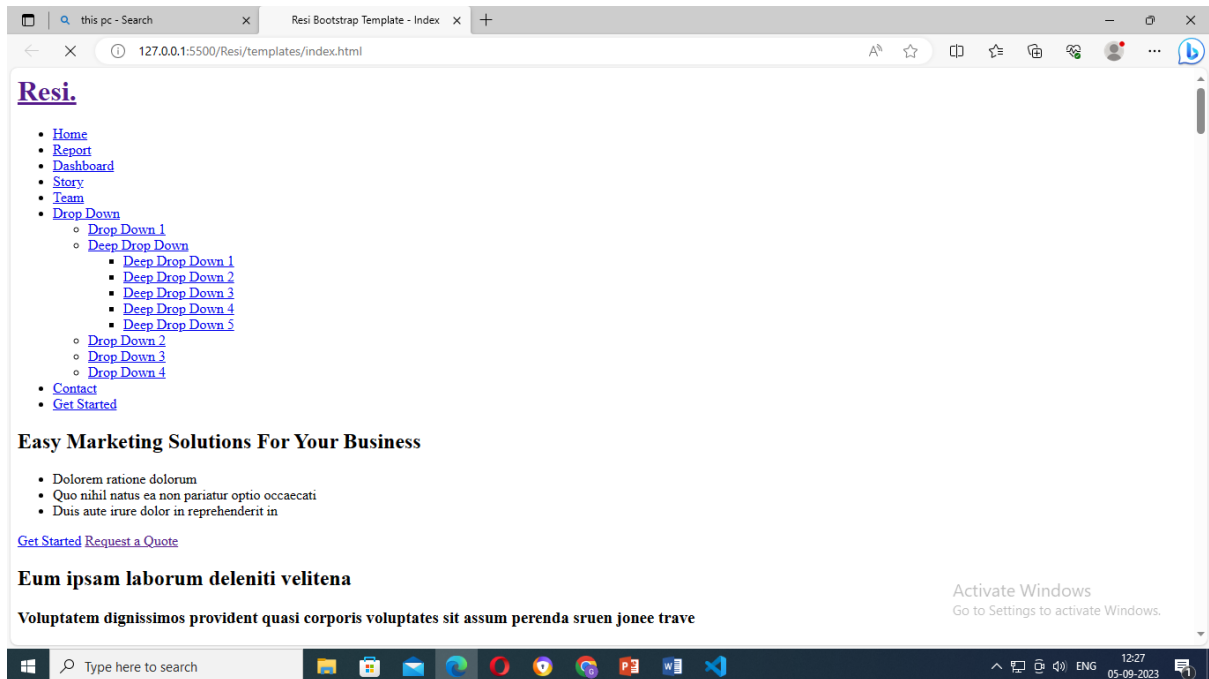 this pc - Search
Resi Bootstrap Template - Index
127.0.0.1:5500/Resi/templates/index.html
Resi.
Home
Report
Dashboard
Story
Team
Drop Down
Drop Down 1
Deep Drop Down
Deep Drop Down 1
Deep Drop Down 2
Deep Drop Down 3
Deep Drop Down 4
Deep Drop Down 5
Drop Down 2
Drop Down 3
Drop Down 4
Contact
Get Started
Easy Marketing Solutions For Your Business
Dolorem ratione dolorum
Quo nihil natus ea non pariatur optio occaecati
Duis aute irure dolor in reprehenderit in
Get Started Request a Quote
Eum ipsam laborum deleniti velitena
Voluptatem dignissimos provident quasi corporis voluptates sit assum perenda sruen jonee trave
Activate Windows
Go to Settings to activate Windows.
Type here to search
ENG
12:27
05-09-2023
1